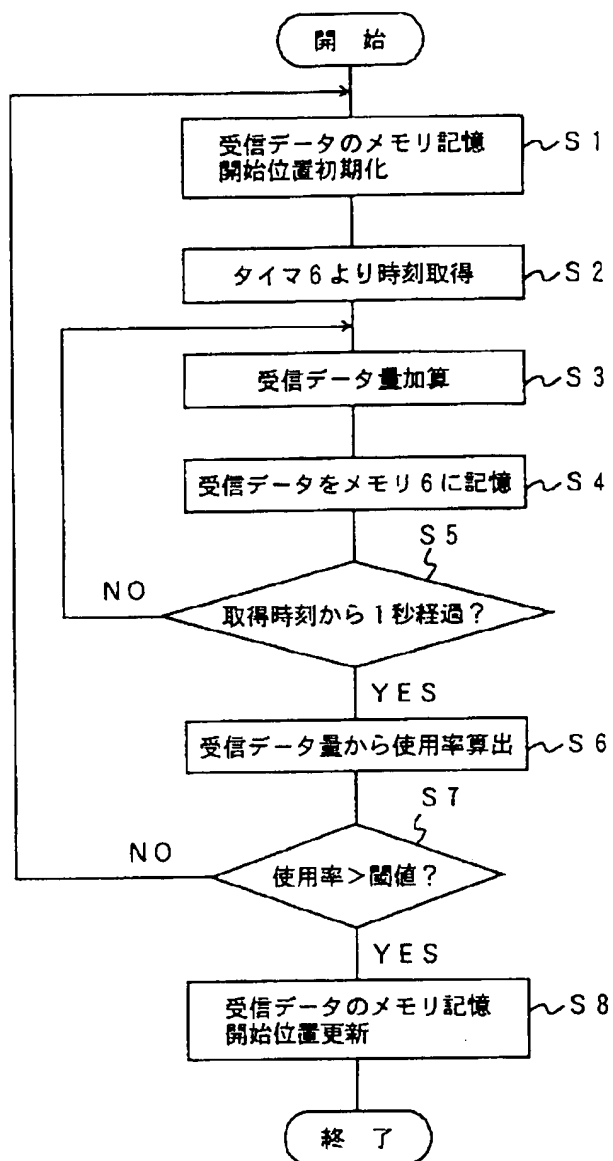 開 始
受信データのメモリ記憶
開始位置初期化
S1
タイマ6より時刻取得
S2
受信データ量加算
S3
受信データをメモリ6に記憶
S4
S5
NO
取得時刻から1秒経過?
YES
受信データ量から使用率算出
S6
S7
NO
使用率>閾値?
YES
受信データのメモリ記憶
開始位置更新
S8
終 了